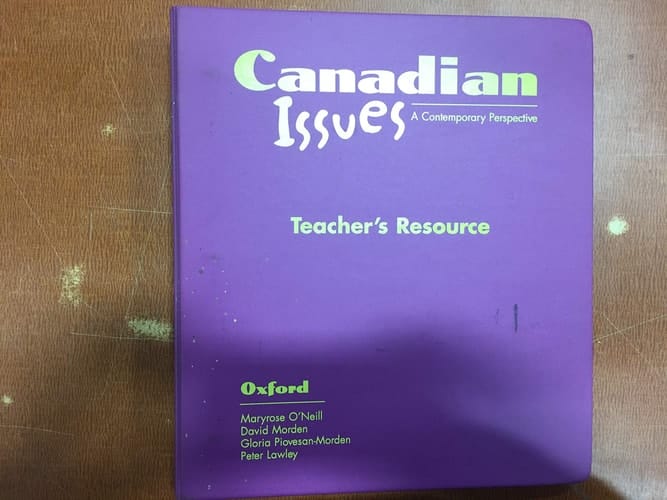 Canadian
Issues
A Contemporary Perspective
Teacher's Resource
Oxford
Maryrose O'Neill
David Morden
Gloria Piovesan-Morden
Peter Lawley